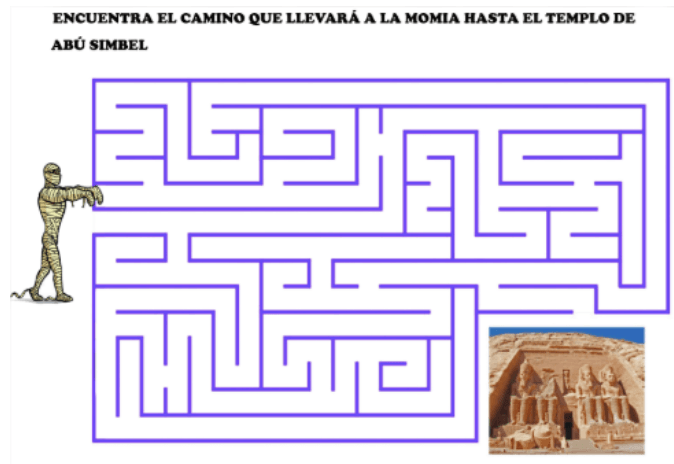 ENCUENTRA EL CAMINO QUE LLEVARÁ A LA MOMIA HASTA EL TEMPLO DE
ABÚ SIMBEL